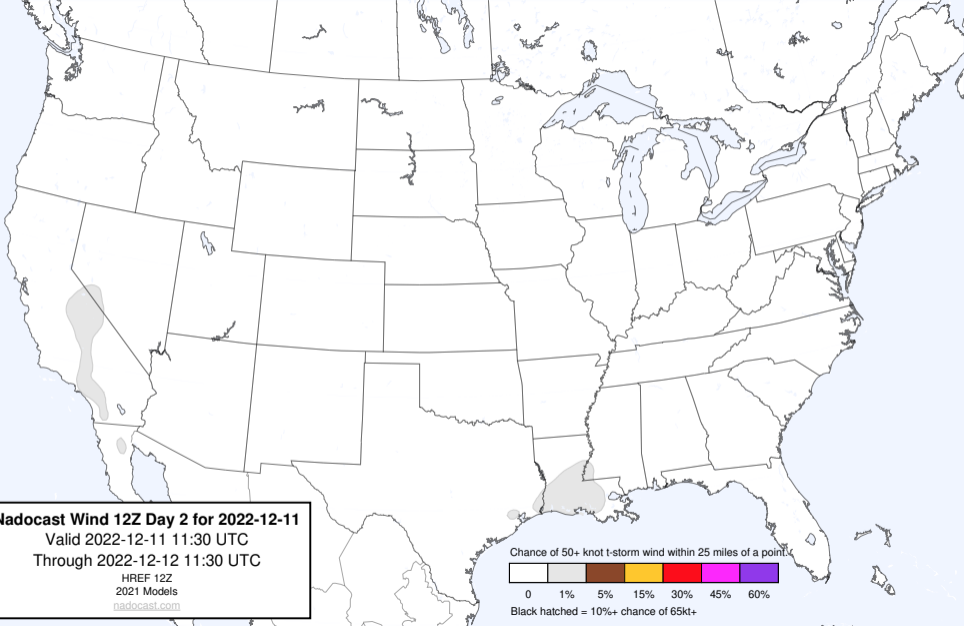 Nadocast Wind 12Z Day 2 for 2022-12-11
Valid 2022-12-11 11:30 UTC
Through 2022-12-12 11:30 UTC
HREF 12Z
2021 Models
nadocast.com
Chance of 50+ knot t-storm wind within 25 miles of a point.
0 1% 5% 15% 30% 45% 60%
Black hatched = 10%+ chance of 65kt+